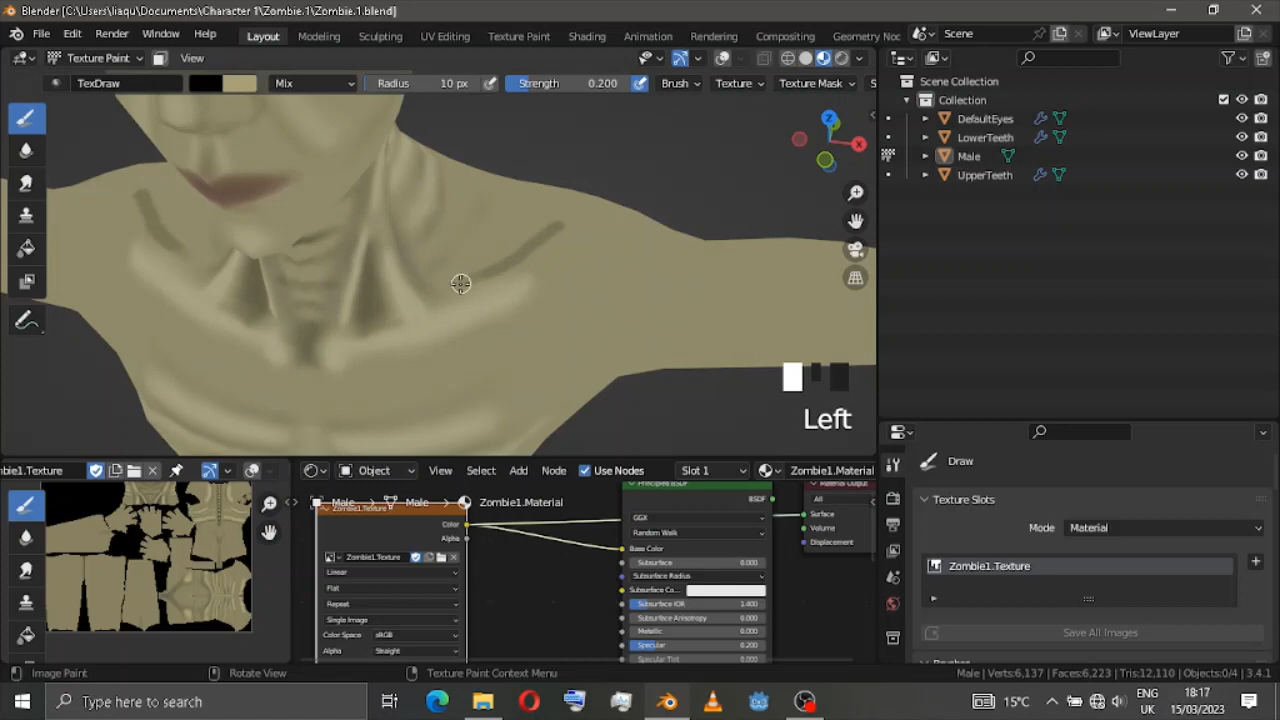 Blender [C:\Users\liaqu\Documents\Character 1\Zombie.1\Zombie.1.blend]
File Edit Render Window Help Layout Modeling Sculpting UV Editing Texture Paint Shading Animation Rendering Compositing Geometry Noc Scene ViewLayer
Texture Paint View
TexDraw Mix Radius 10 px Strength 0.200 Brush Texture Texture Mask S
Scene Collection
Collection
DefaultEyes
LowerTeeth
Male
UpperTeeth
Z
X
Y
Left
Draw
Texture Slots
Mode Material
Zombie1.Texture
Save All Images
bie1.Texture
Object View Select Add Node Use Nodes Slot 1 Zombie1.Material
Male Male Zombie1.Material
Zombie1.Texture
Color
Alpha
Zombie1.Texture
Linear
Flat
Repeat
Single Image
Color Space sRGB
Alpha Straight
Principled BSDF
BSDF
GGX
Random Walk
Base Color
Subsurface 0.000
Subsurface Radius
Subsurface Co...
Subsurface IOR 1.400
Subsurface Anisotropy 0.000
Metallic 0.000
Specular 0.200
Specular Tint 0.000
Material Output
All
Surface
Volume
Displacement
Image Paint Rotate View Texture Paint Context Menu Male | Verts:6,137 | Faces:6,223 | Tris:12,110 | Objects:0/4 | 3.4.1
Type here to search 15°C ENG UK 18:17 15/03/2023